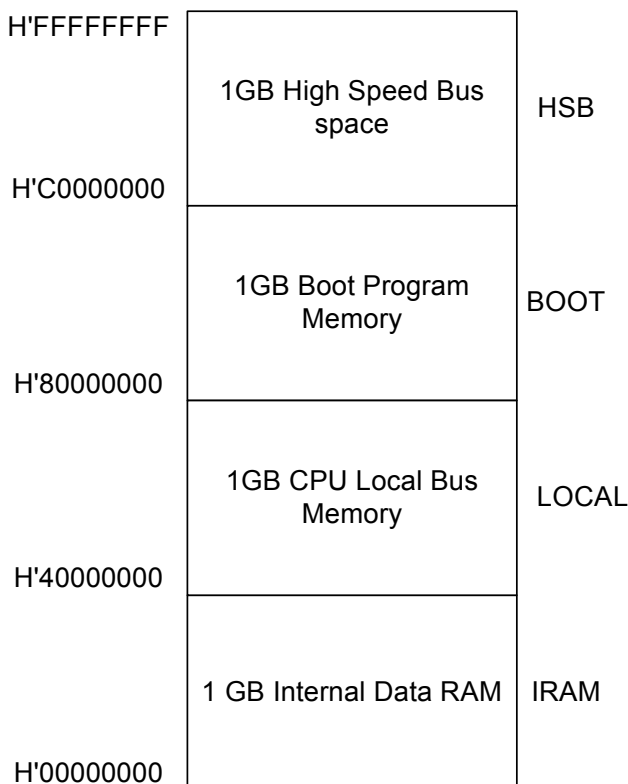 H'FFFFFFFF
1GB High Speed Bus
space
HSB
H'C0000000
1GB Boot Program
Memory
BOOT
H'80000000
1GB CPU Local Bus
Memory
LOCAL
H'40000000
1 GB Internal Data RAM
IRAM
H'00000000